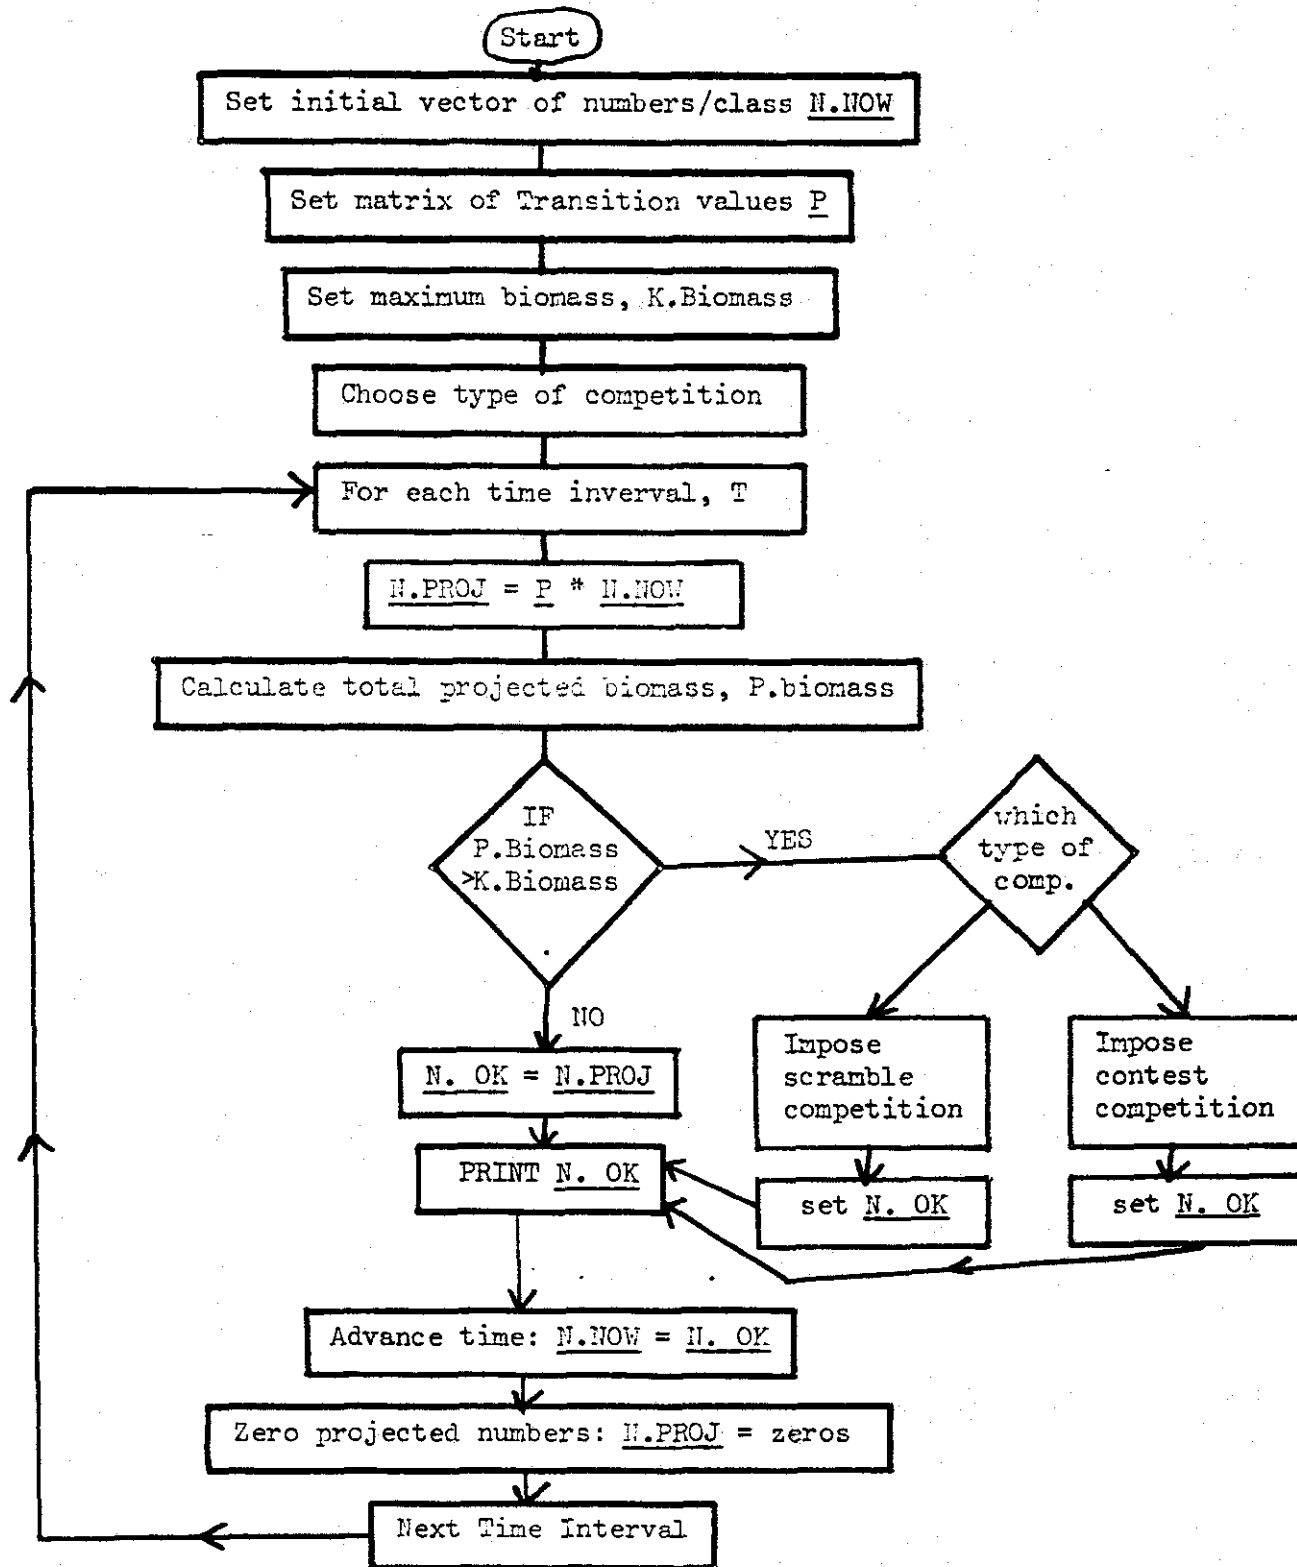 Start
Set initial vector of numbers/class N.NOW
Set matrix of Transition values P
Set maximum biomass, K.Biomass
Choose type of competition
For each time inverval, T
N.PROJ = P * N.NOW
Calculate total projected biomass, P.biomass
IF
P.Biomass
>K.Biomass
YES
which
type of
comp.
NO
N. OK = N.PROJ
Impose
scramble
competition
Impose
contest
competition
PRINT N. OK
set N. OK
set N. OK
Advance time: N.NOW = N. OK
Zero projected numbers: N.PROJ = zeros
Next Time Interval